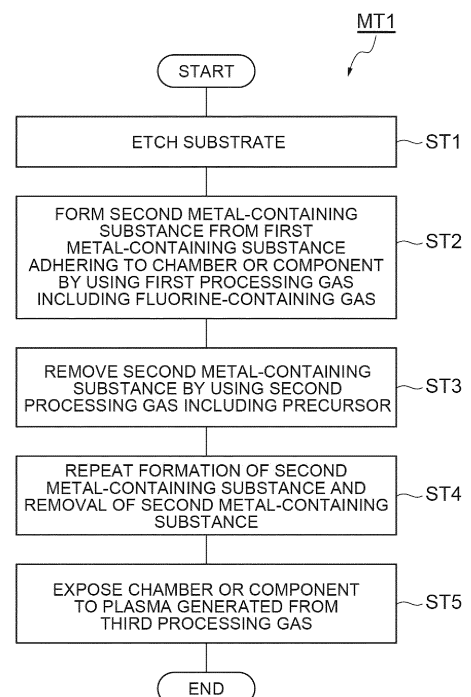 MT1
START
ETCH SUBSTRATE
ST1
FORM SECOND METAL-CONTAINING
SUBSTANCE FROM FIRST
METAL-CONTAINING SUBSTANCE
ADHERING TO CHAMBER OR COMPONENT
BY USING FIRST PROCESSING GAS
INCLUDING FLUORINE-CONTAINING GAS
ST2
REMOVE SECOND METAL-CONTAINING
SUBSTANCE BY USING SECOND
PROCESSING GAS INCLUDING PRECURSOR
ST3
REPEAT FORMATION OF SECOND
METAL-CONTAINING SUBSTANCE AND
REMOVAL OF SECOND METAL-CONTAINING
SUBSTANCE
ST4
EXPOSE CHAMBER OR COMPONENT
TO PLASMA GENERATED FROM
THIRD PROCESSING GAS
ST5
END